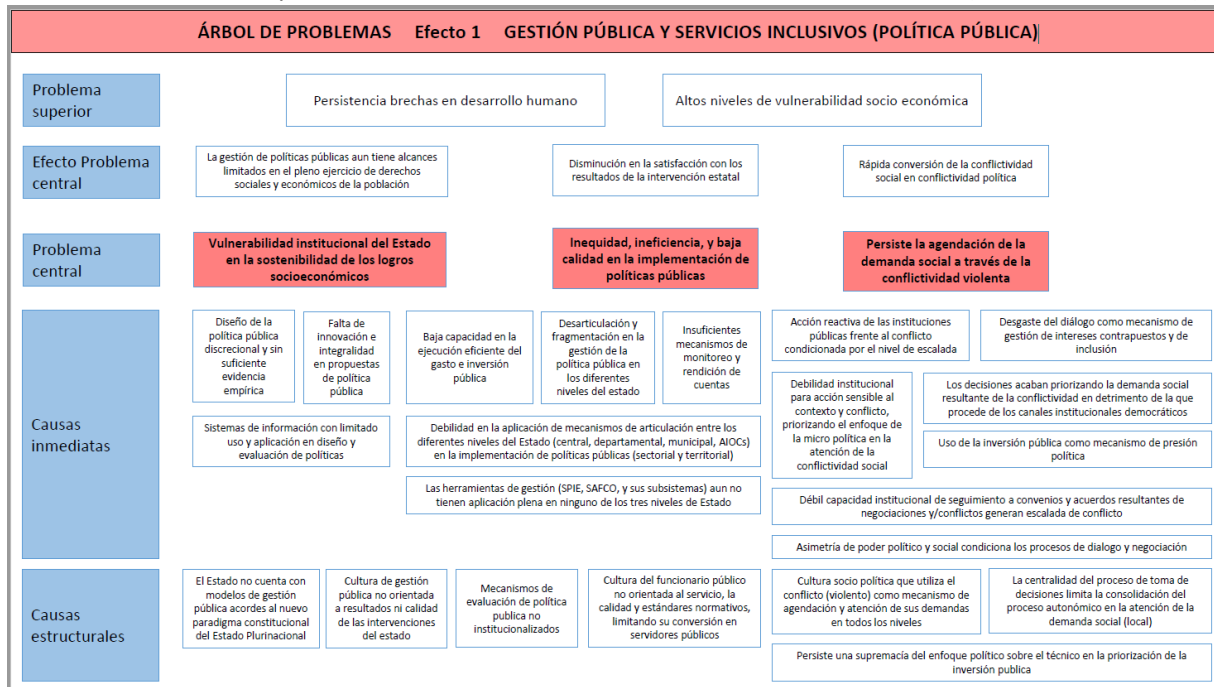 ÁRBOL DE PROBLEMAS Efecto 1 GESTIÓN PÚBLICA Y SERVICIOS INCLUSIVOS (POLÍTICA PÚBLICA)
Problema
superior
Persistencia brechas en desarrollo humano
Altos niveles de vulnerabilidad socio económica
Efecto Problema
central
La gestión de políticas públicas aun tiene alcances
limitados en el pleno ejercicio de derechos
sociales y económicos de la población
Disminución en la satisfacción con los
resultados de la intervención estatal
Rápida conversión de la conflictividad
social en conflictividad política
Problema
central
Vulnerabilidad institucional del Estado
en la sostenibilidad de los logros
socioeconómicos
Inequidad, ineficiencia, y baja
calidad en la implementación de
políticas públicas
Persiste la agendación de la
demanda social a través de la
conflictividad violenta
Causas
inmediatas
Diseño de la
política pública
discrecional y sin
suficiente
evidencia
empírica
Falta de
innovación e
integralidad
en propuestas
de política
pública
Baja capacidad en la
ejecución eficiente del
gasto e inversión
pública
Desarticulación y
fragmentación en la
gestión de la
política pública en
los diferentes
niveles del estado
Insuficientes
mecanismos de
monitoreo y
rendición de
cuentas
Sistemas de información con limitado
uso y aplicación en diseño y
evaluación de políticas
Debilidad en la aplicación de mecanismos de articulación entre los
diferentes niveles del Estado (central, departamental, municipal, AIOCs)
en la implementación de políticas públicas (sectorial y territorial)
Las herramientas de gestión (SPIE, SAFCO, y sus subsistemas) aun no
tienen aplicación plena en ninguno de los tres niveles de Estado
Acción reactiva de las instituciones
públicas frente al conflicto
condicionada por el nivel de escalada
Desgaste del diálogo como mecanismo de
gestión de intereses contrapuestos y de
inclusión
Debilidad institucional
para acción sensible al
contexto y conflicto,
priorizando el enfoque de
la micro política en la
atención de la
conflictividad social
Los decisiones acaban priorizando la demanda social
resultante de la conflictividad en detrimento de la que
procede de los canales institucionales democráticos
Uso de la inversión pública como mecanismo de presión
política
Débil capacidad institucional de seguimiento a convenios y acuerdos resultantes de
negociaciones y/conflictos generan escalada de conflicto
Asimetría de poder político y social condiciona los procesos de dialogo y negociación
Causas
estructurales
El Estado no cuenta con
modelos de gestión
pública acordes al nuevo
paradigma constitucional
del Estado Plurinacional
Cultura de gestión
pública no orientada
a resultados ni calidad
de las intervenciones
del estado
Mecanismos de
evaluación de política
publica no
institucionalizados
Cultura del funcionario público
no orientada al servicio, la
calidad y estándares normativos,
limitando su conversión en
servidores públicos
Cultura socio política que utiliza el
conflicto (violento) como mecanismo de
agendación y atención de sus demandas
en todos los niveles
La centralidad del proceso de toma de
decisiones limita la consolidación del
proceso autonómico en la atención de la
demanda social (local)
Persiste una supremacía del enfoque político sobre el técnico en la priorización de la
inversión publica